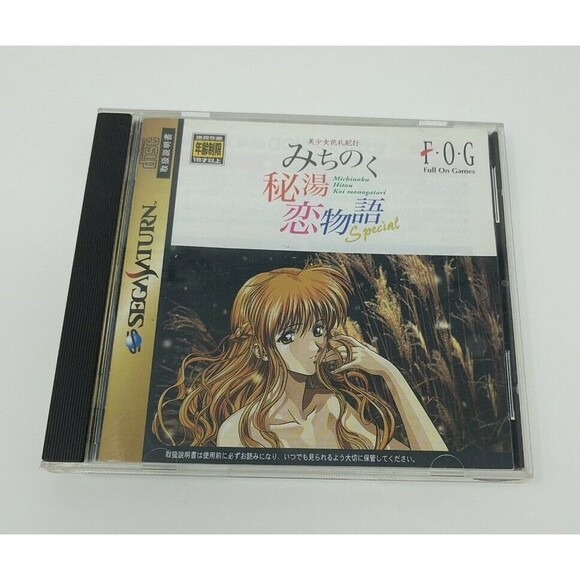 disc
取扱説明書
SEGA SATURN
推奨年齢
年齢制限
18才以上
美少女花札紀行
みちのく
秘湯
恋物語
Michinoku
Hitou
Koi monogatari
Special
F・O・G
Full On Games
取扱説明書は使用前に必ずお読みになり、いつでも見られるよう大切に保管してください。